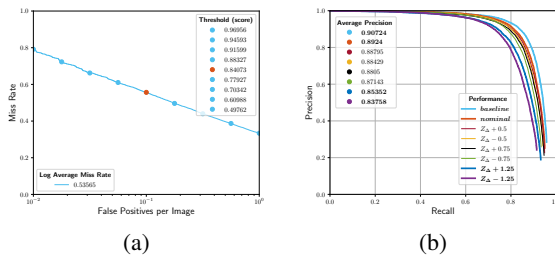 Threshold (score)
0.96956
0.94593
0.91599
0.88327
0.84073
0.77927
0.70342
0.60988
0.49762
Log Average Miss Rate
0.53565
Miss Rate
1.0
0.8
0.6
0.4
0.2
0.0
10⁻²
10⁻¹
10⁰
False Positives per Image
(a)
Average Precision
0.90724
0.8924
0.88795
0.88429
0.8805
0.87143
0.85352
0.83758
Performance
baseline
nominal
Z_Δ + 0.5
Z_Δ − 0.5
Z_Δ + 0.75
Z_Δ − 0.75
Z_Δ + 1.25
Z_Δ − 1.25
Precision
1.0
0.8
0.6
0.4
0.2
0.0
0.0
0.2
0.4
0.6
0.8
1.0
Recall
(b)